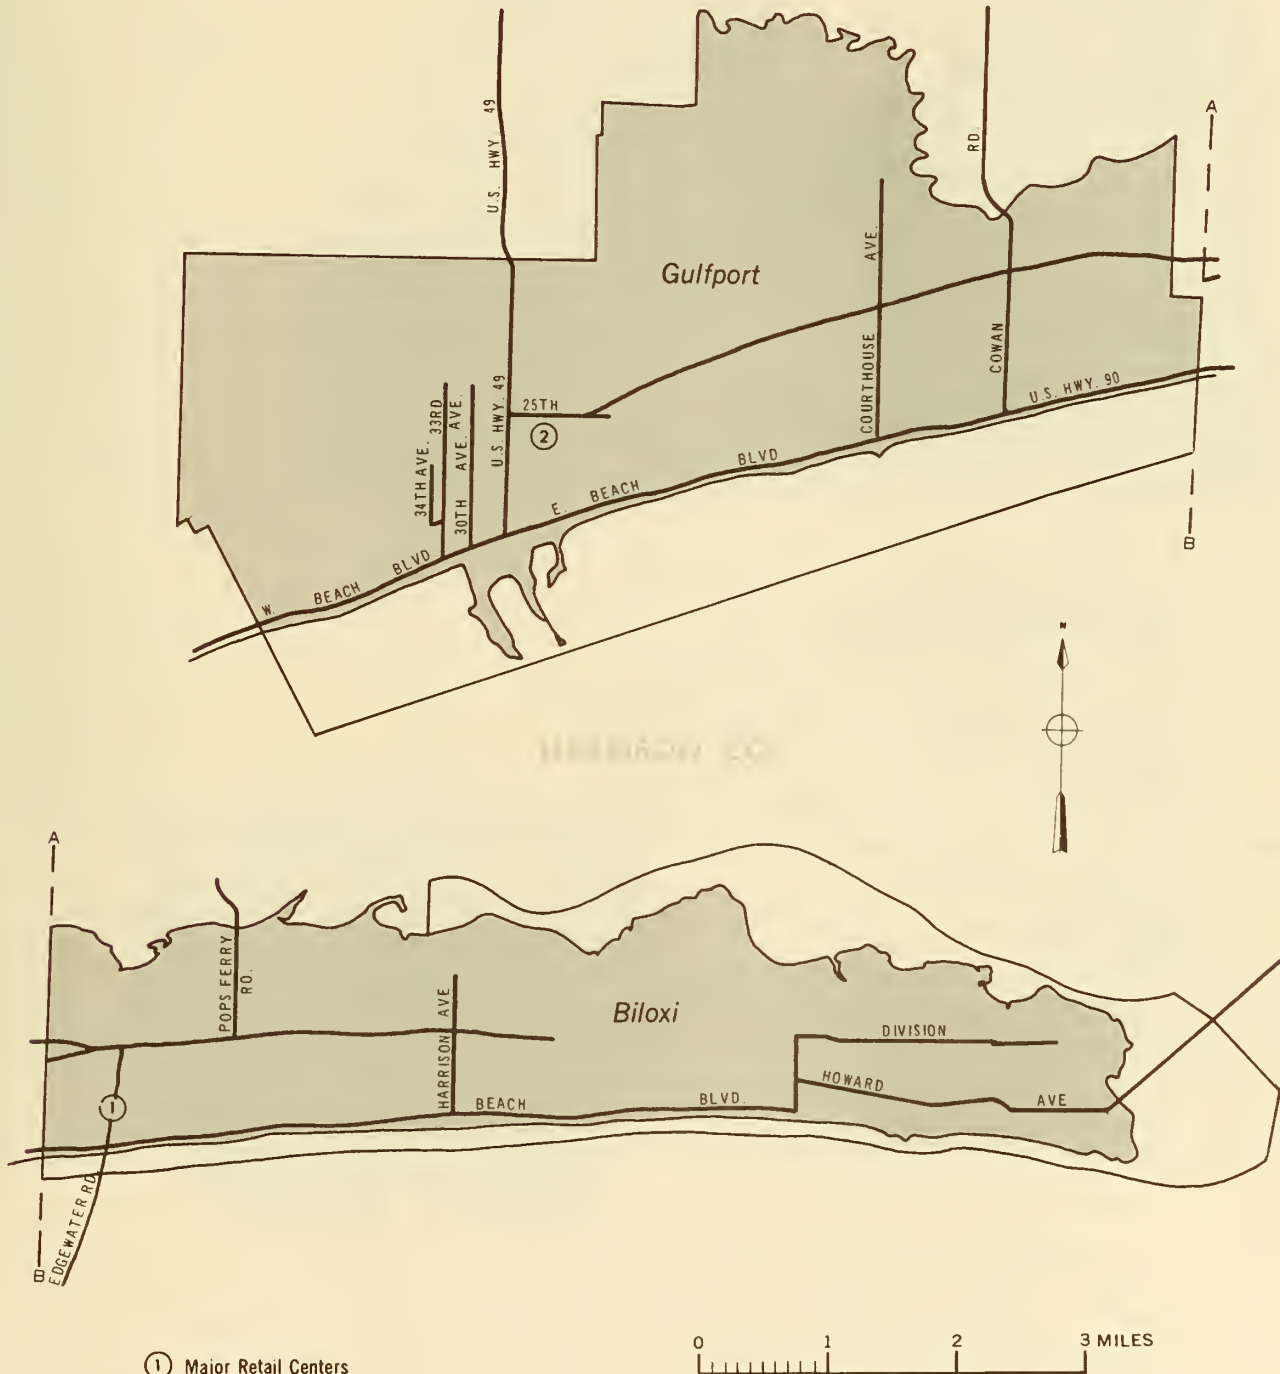 A
U.S. HWY. 49
RD.
AVE.
Gulfport
COURTHOUSE
COWAN
U.S. HWY. 49
33RD
25TH
2
34TH AVE.
30TH AVE. AVE.
U.S. HWY. 90
BLVD
E. BEACH
W. BEACH BLVD.
B
N
A
POPS FERRY
RD.
HARRISON AVE
Biloxi
DIVISION
HOWARD
AVE
1
BEACH BLVD.
EDGEWATER RD.
B
0 1 2 3 MILES
1 Major Retail Centers